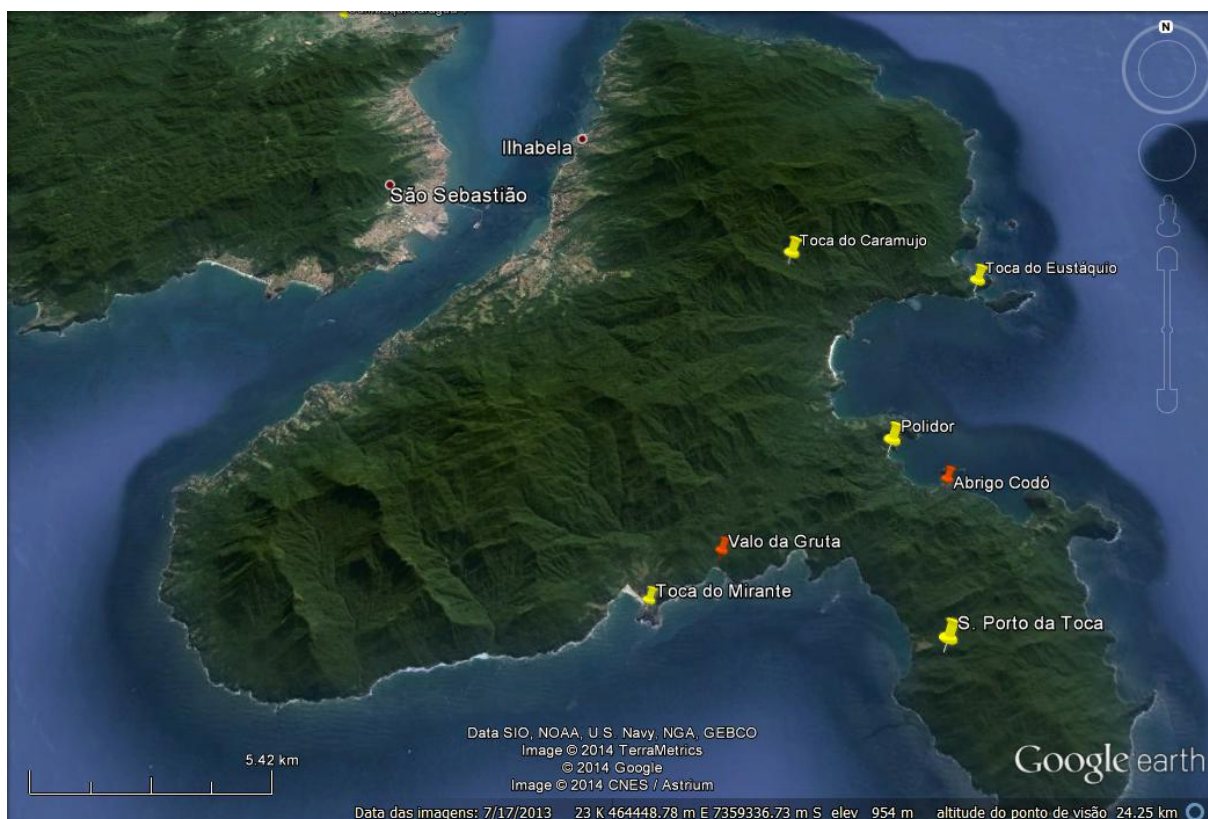 N
Ilhabela
São Sebastião
Toca do Caramujo
Toca do Eustáquio
Polidor
Abrigo Codó
Valo da Gruta
Toca do Mirante
S. Porto da Toca
Data SIO, NOAA, U.S. Navy, NGA, GEBCO
Image © 2014 TerraMetrics
© 2014 Google
Image © 2014 CNES / Astrium
5.42 km
Google earth
Data das imagens: 7/17/2013 23 K 464448.78 m E 7359336.73 m S elev 954 m altitude do ponto de visão 24.25 km